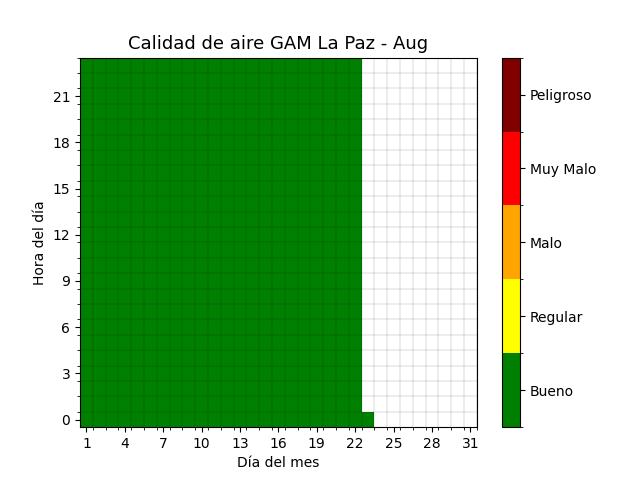 Calidad de aire GAM La Paz - Aug
Hora del día
21
18
15
12
9
6
3
0
1 4 7 10 13 16 19 22 25 28 31
Día del mes
Peligroso
Muy Malo
Malo
Regular
Bueno